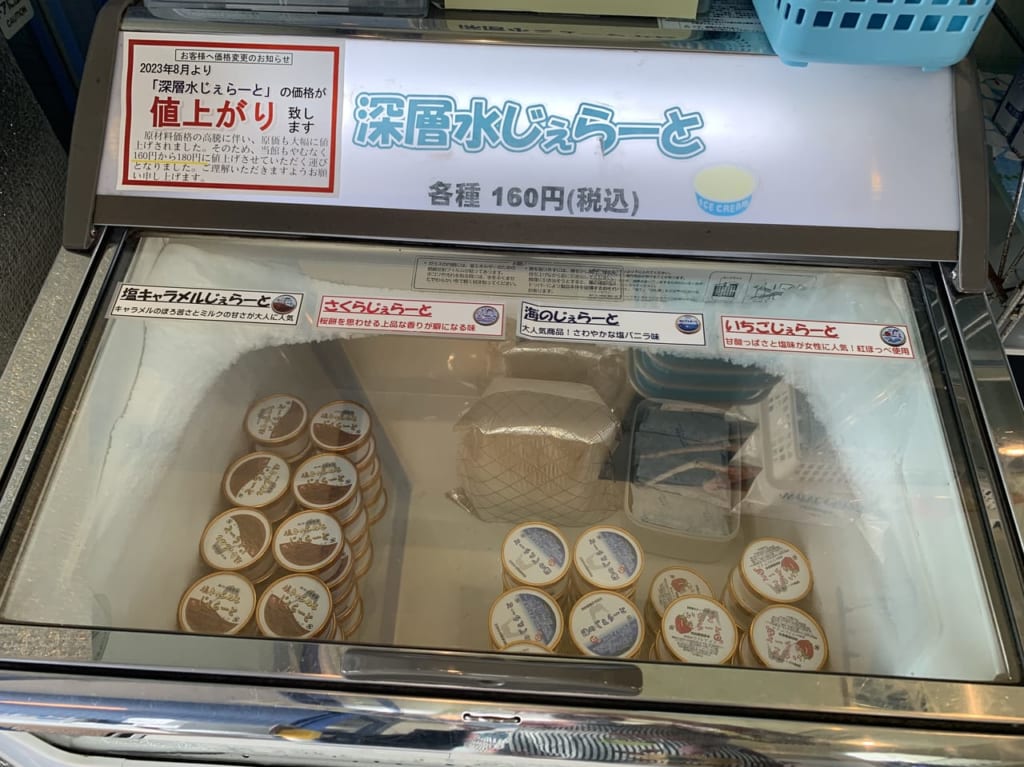 お客様へ価格変更のお知らせ
2023年8月より
「深層水じぇらーと」の価格が
値上がり 致します
原材料価格の高騰に伴い、原価も大幅に値
上げされました。そのため、当館もやむなく
160円から180円に値上げさせていただく運び
となりました。ご理解いただきますようお願
い申し上げます。
深層水じぇらーと
各種 160円(税込)
ICE CREAM
塩キャラメルじぇらーと
キャラメルのほろ苦さとミルクの甘さが大人に人気
さくらじぇらーと
桜餅を思わせる上品な香りが癖になる味
海のじぇらーと
大人気商品!さわやかな塩バニラ味
いちごじぇらーと
甘酸っぱさと塩味が女性に人気!紅ほっぺ使用